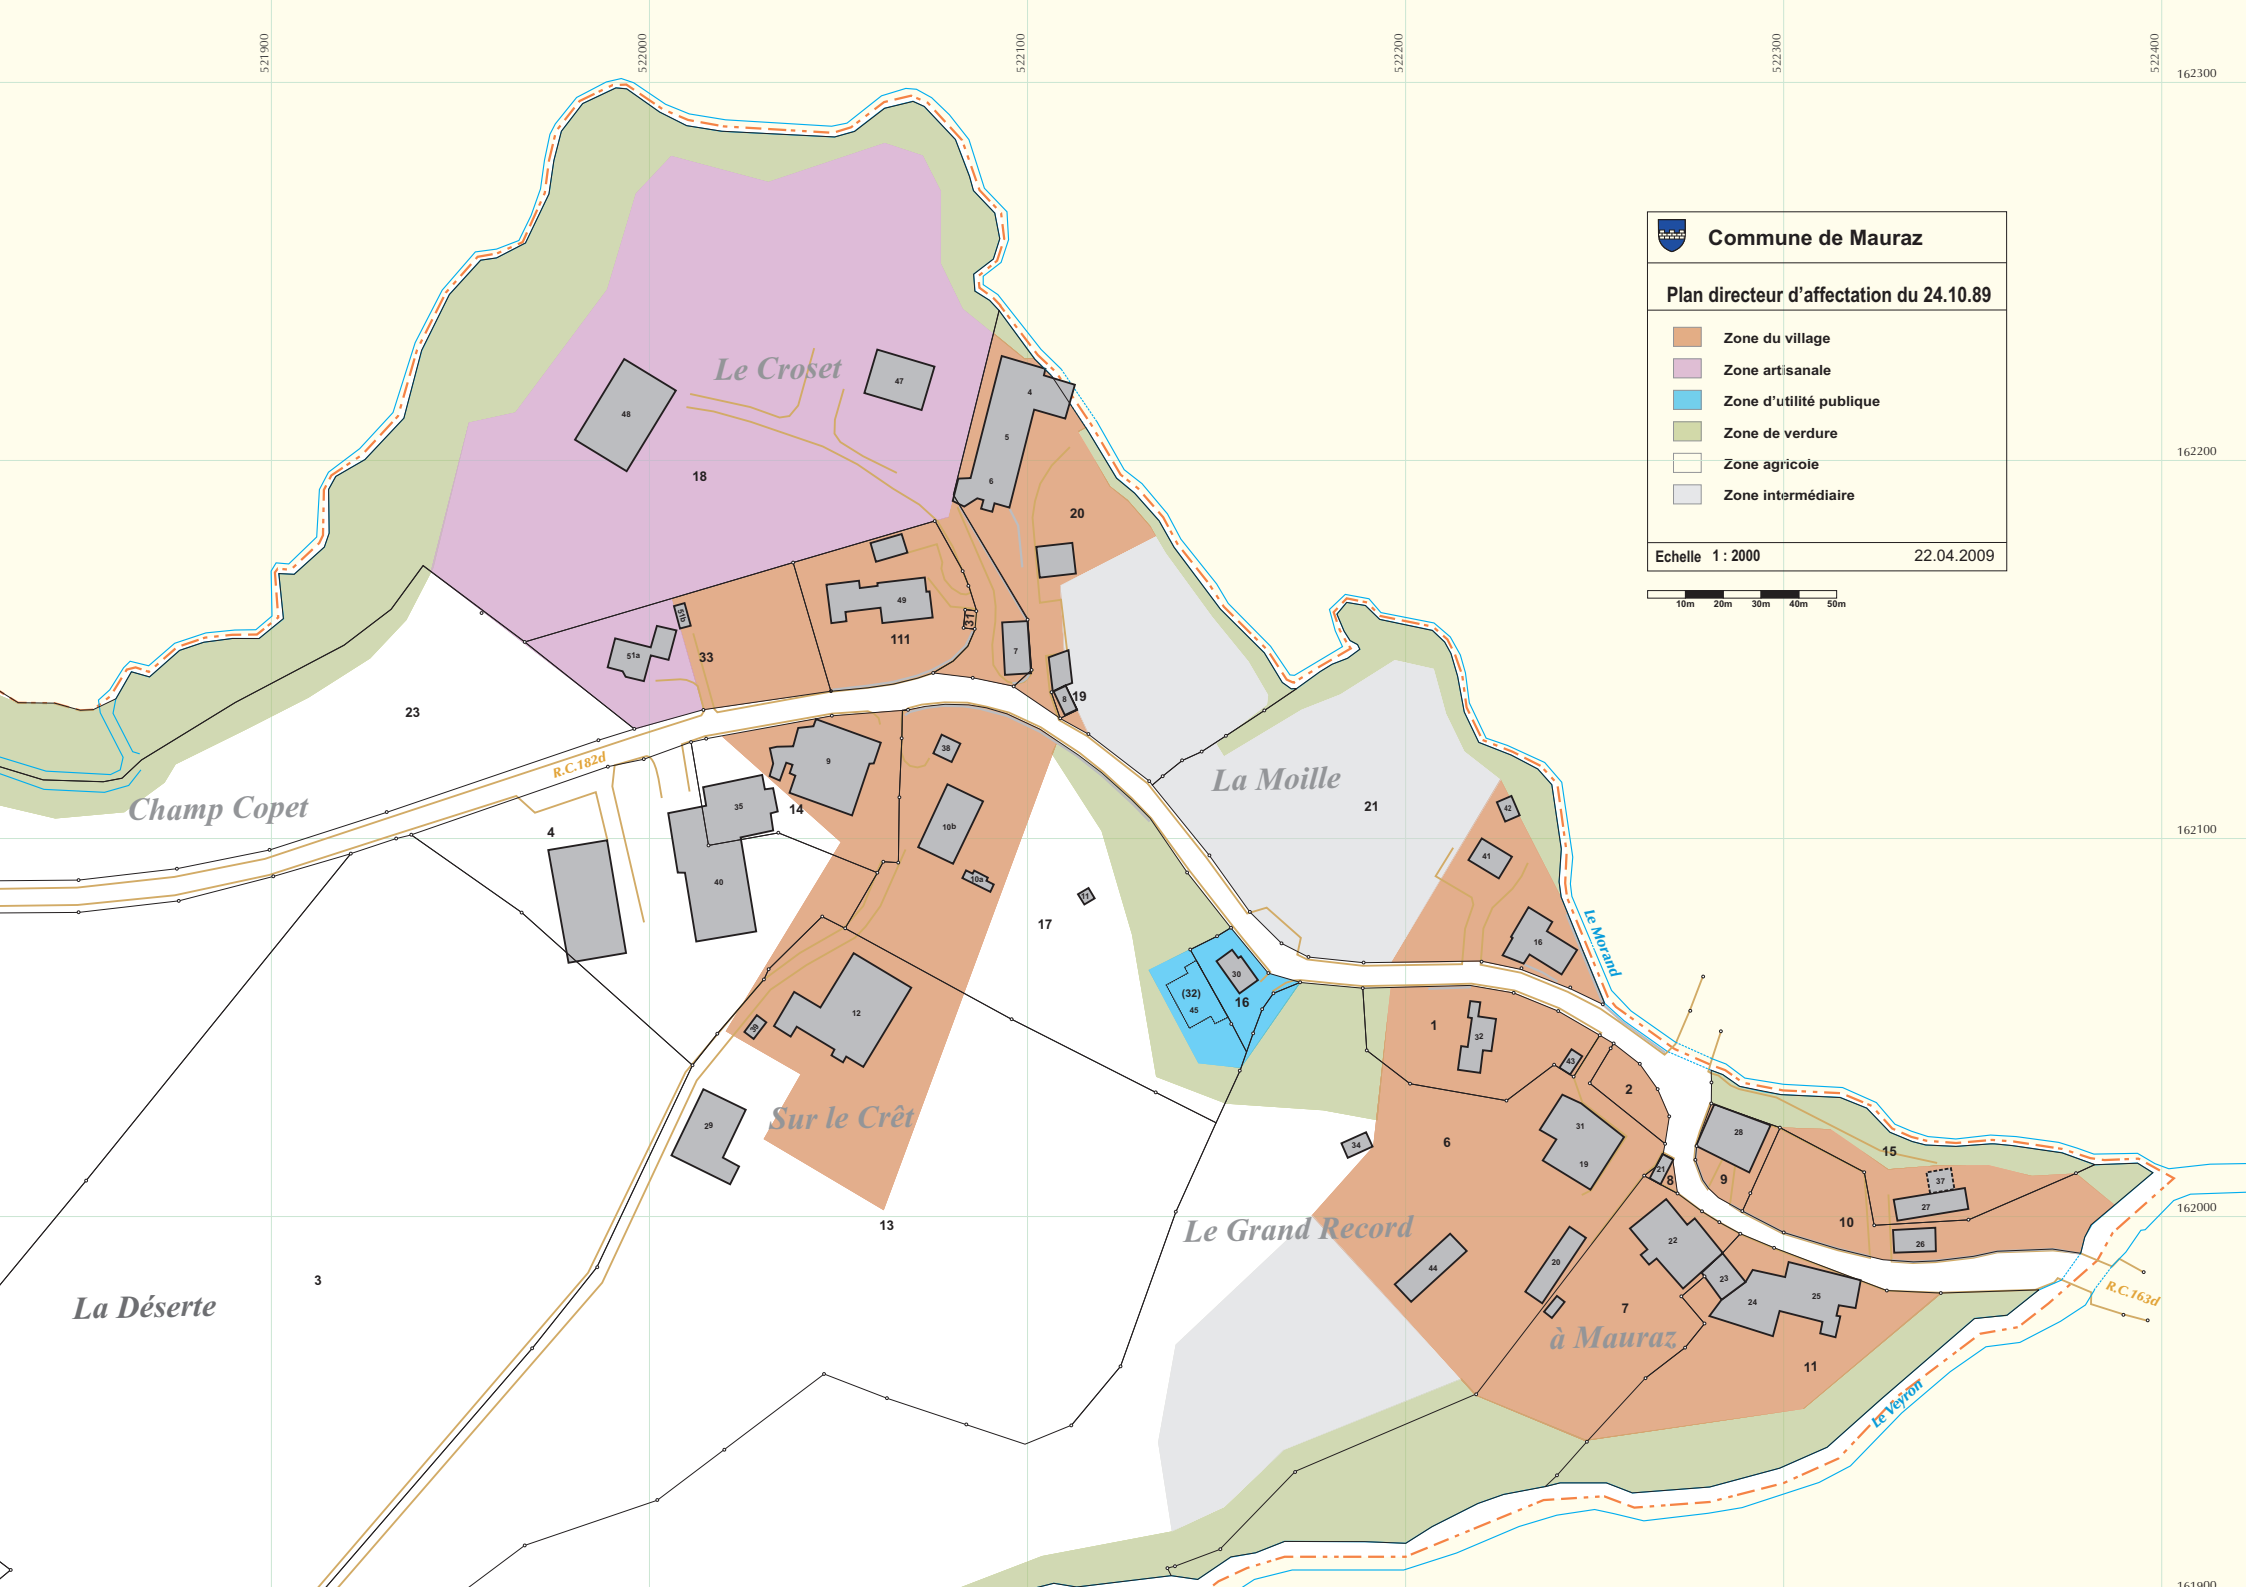 521900
522000
522100
522200
522300
522400
162300
162200
162100
162000
161900
Commune de Mauraz
Plan directeur d'affectation du 24.10.89
Zone du village
Zone artisanale
Zone d'utilité publique
Zone de verdure
Zone agricole
Zone intermédiaire
Echelle 1 : 2000
22.04.2009
10m 20m 30m 40m 50m
Le Croset
48
47
18
4
5
6
20
49
111
(31)
51b
51a
33
7
8
19
23
R.C.182d
Champ Copet
4
9
38
35
14
10b
40
10a
11
17
La Moille
21
42
41
16
Le Morand
(32)
45
30
16
12
39
29
Sur le Crêt
13
3
La Déserte
1
32
43
2
31
19
6
34
21
8
28
9
15
37
27
10
26
Le Grand Record
44
20
22
23
24
25
7
à Mauraz
11
R.C.163d
Le Veyron